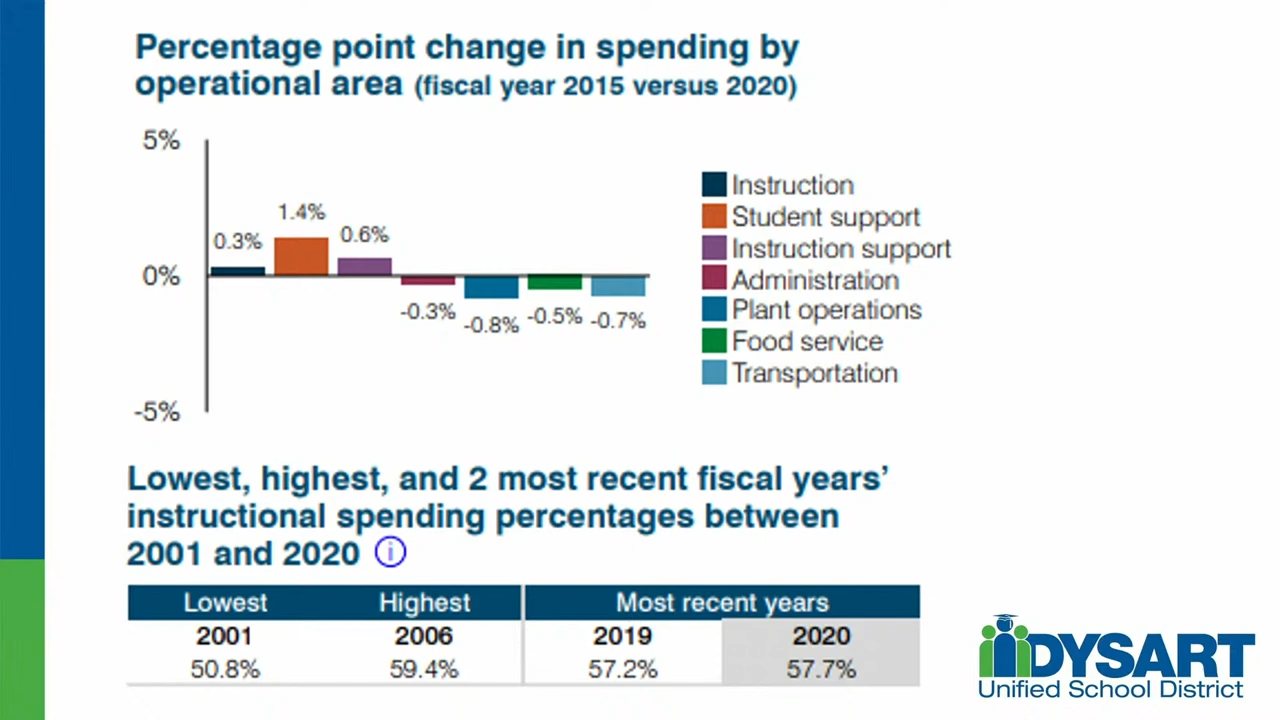 Percentage point change in spending by
operational area (fiscal year 2015 versus 2020)
5%
0%
-5%
0.3%
1.4%
0.6%
-0.3%
-0.8%
-0.5%
-0.7%
Instruction
Student support
Instruction support
Administration
Plant operations
Food service
Transportation
Lowest, highest, and 2 most recent fiscal years’
instructional spending percentages between
2001 and 2020 i
Lowest Highest Most recent years
2001 2006 2019 2020
50.8% 59.4% 57.2% 57.7%
DYSART
Unified School District